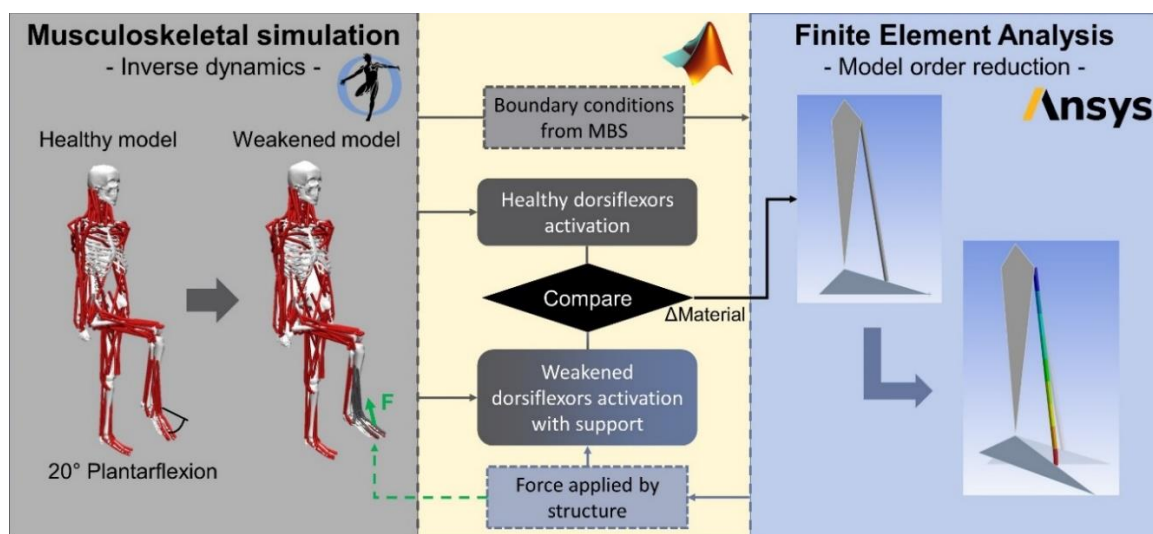 Musculoskeletal simulation
- Inverse dynamics -
Healthy model
Weakened model
F
20° Plantarflexion
Boundary conditions
from MBS
Healthy dorsiflexors
activation
Compare
ΔMaterial
Weakened
dorsiflexors activation
with support
Force applied by
structure
Finite Element Analysis
- Model order reduction -
Ansys